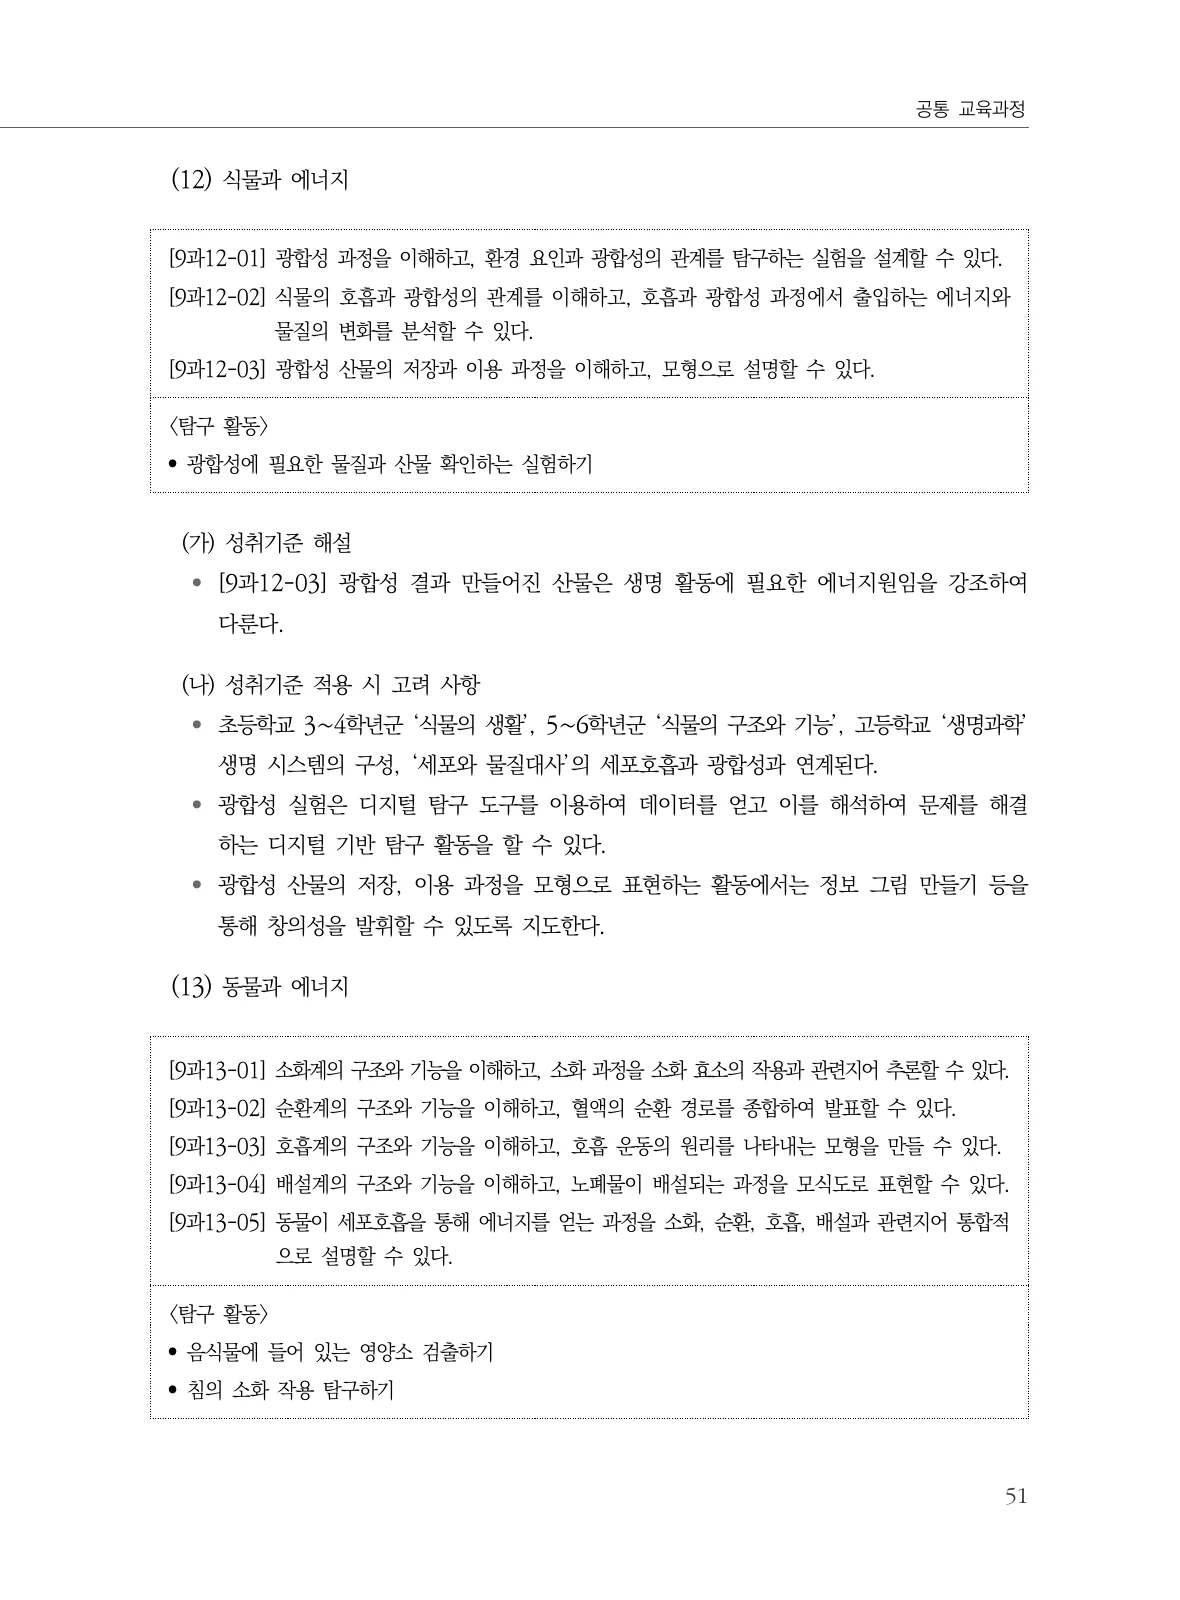 공통 교육과정
(12) 식물과 에너지
[9과12-01] 광합성 과정을 이해하고, 환경 요인과 광합성의 관계를 탐구하는 실험을 설계할 수 있다.
[9과12-02] 식물의 호흡과 광합성의 관계를 이해하고, 호흡과 광합성 과정에서 출입하는 에너지와
물질의 변화를 분석할 수 있다.
[9과12-03] 광합성 산물의 저장과 이용 과정을 이해하고, 모형으로 설명할 수 있다.
〈탐구 활동〉
• 광합성에 필요한 물질과 산물 확인하는 실험하기
(가) 성취기준 해설
• [9과12-03] 광합성 결과 만들어진 산물은 생명 활동에 필요한 에너지원임을 강조하여
다룬다.
(나) 성취기준 적용 시 고려 사항
• 초등학교 3~4학년군 ‘식물의 생활’, 5~6학년군 ‘식물의 구조와 기능’, 고등학교 ‘생명과학’
생명 시스템의 구성, ‘세포와 물질대사’의 세포호흡과 광합성과 연계된다.
• 광합성 실험은 디지털 탐구 도구를 이용하여 데이터를 얻고 이를 해석하여 문제를 해결
하는 디지털 기반 탐구 활동을 할 수 있다.
• 광합성 산물의 저장, 이용 과정을 모형으로 표현하는 활동에서는 정보 그림 만들기 등을
통해 창의성을 발휘할 수 있도록 지도한다.
(13) 동물과 에너지
[9과13-01] 소화계의 구조와 기능을 이해하고, 소화 과정을 소화 효소의 작용과 관련지어 추론할 수 있다.
[9과13-02] 순환계의 구조와 기능을 이해하고, 혈액의 순환 경로를 종합하여 발표할 수 있다.
[9과13-03] 호흡계의 구조와 기능을 이해하고, 호흡 운동의 원리를 나타내는 모형을 만들 수 있다.
[9과13-04] 배설계의 구조와 기능을 이해하고, 노폐물이 배설되는 과정을 모식도로 표현할 수 있다.
[9과13-05] 동물이 세포호흡을 통해 에너지를 얻는 과정을 소화, 순환, 호흡, 배설과 관련지어 통합적
으로 설명할 수 있다.
〈탐구 활동〉
• 음식물에 들어 있는 영양소 검출하기
• 침의 소화 작용 탐구하기
51